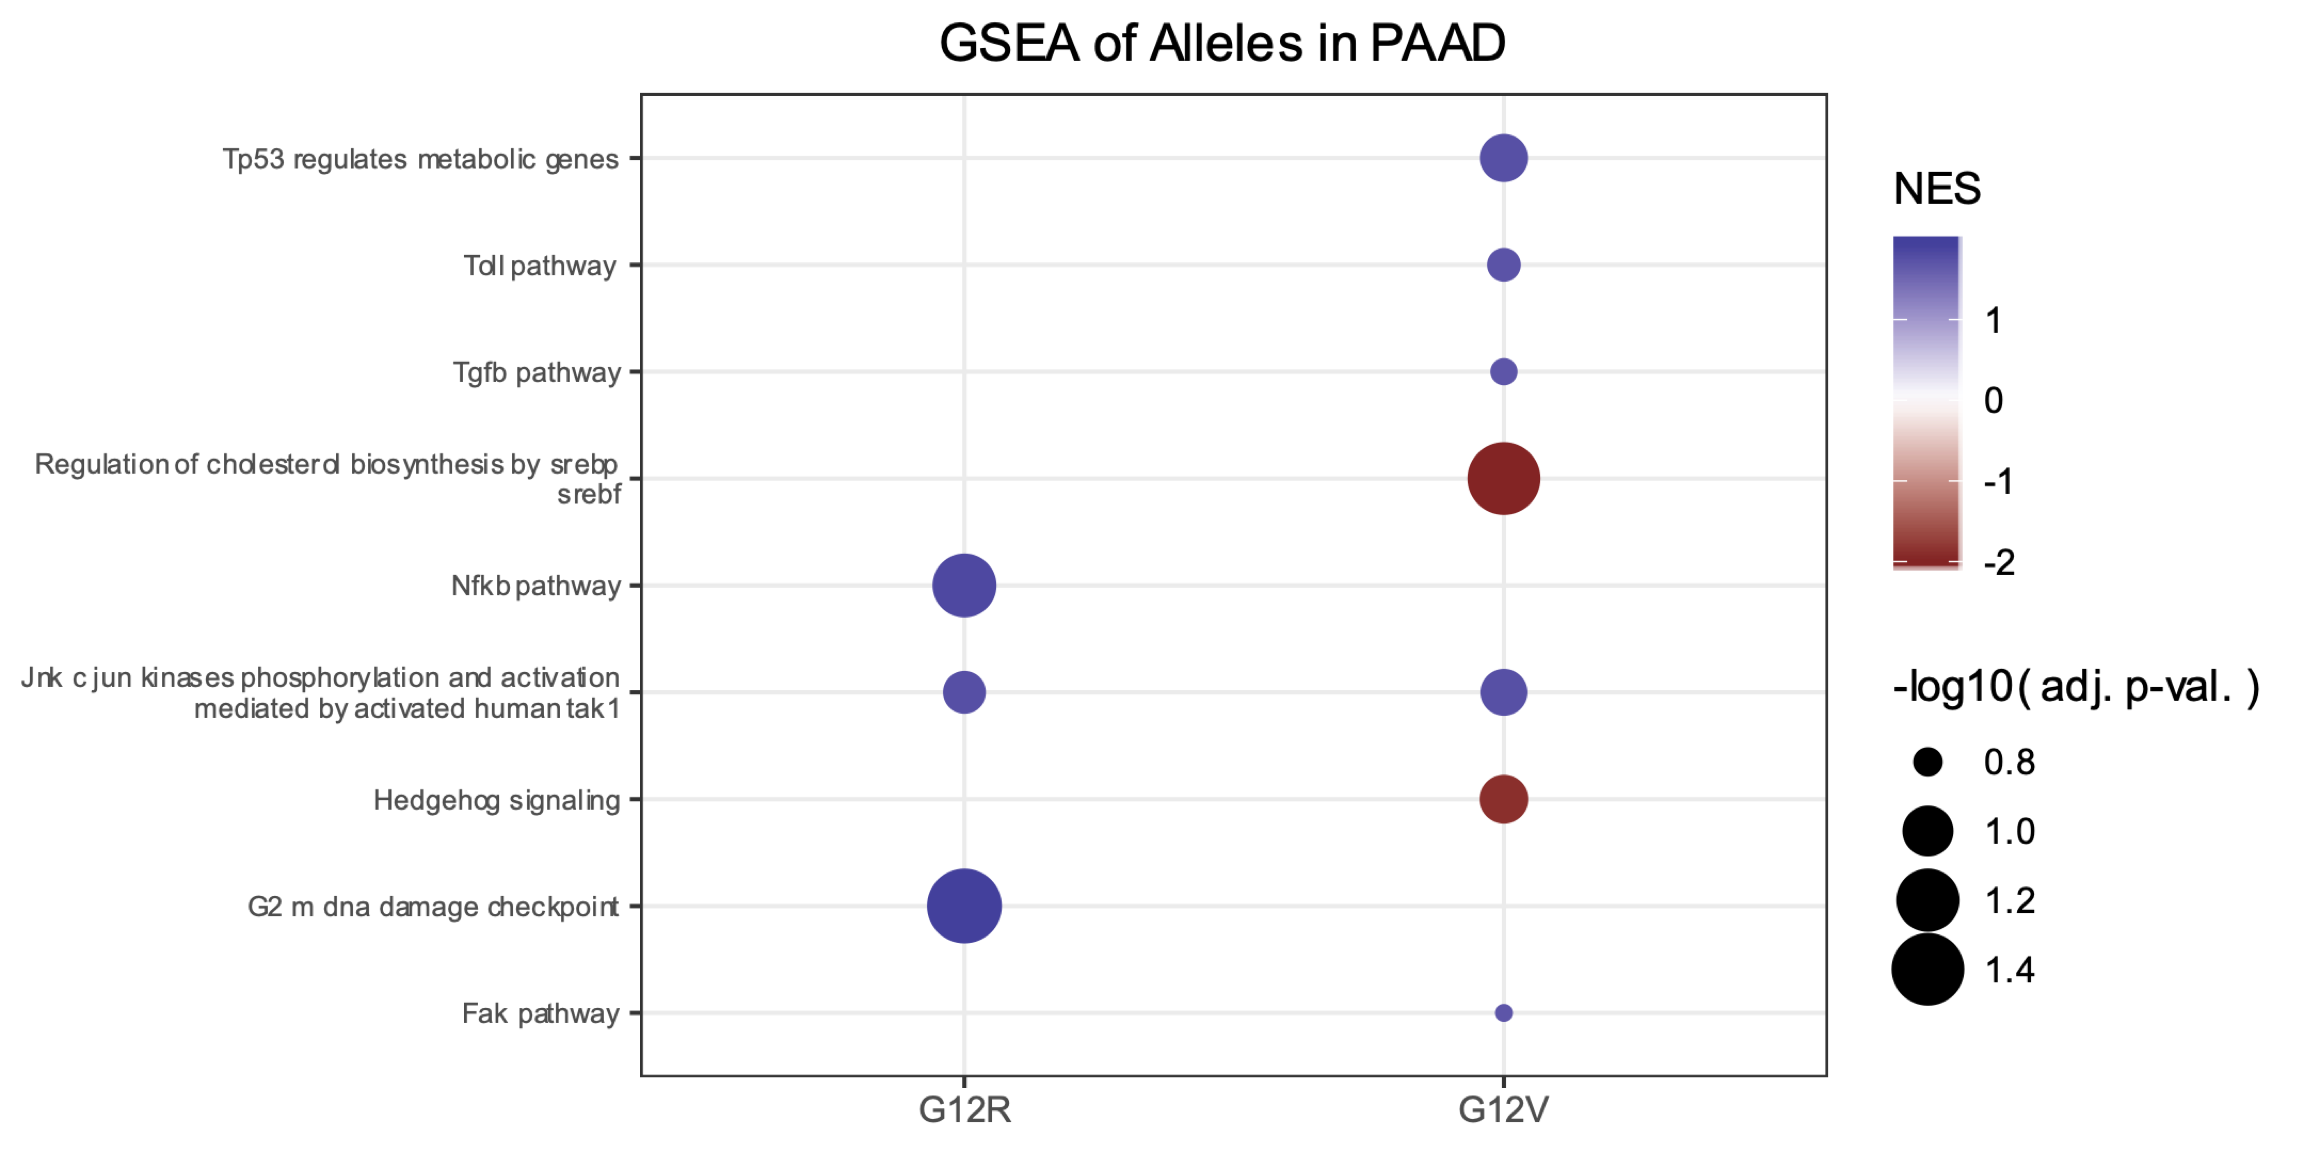 GSEA of Alleles in PAAD
Tp53 regulates metabolic genes
Toll pathway
Tgfb pathway
Regulation of cholesterol biosynthesis by srebp
srebf
Nfkb pathway
Jnk c jun kinases phosphorylation and activation
mediated by activated human tak1
Hedgehog signaling
G2 m dna damage checkpoint
Fak pathway
G12R
G12V
NES
1
0
-1
-2
-log10( adj. p-val. )
0.8
1.0
1.2
1.4